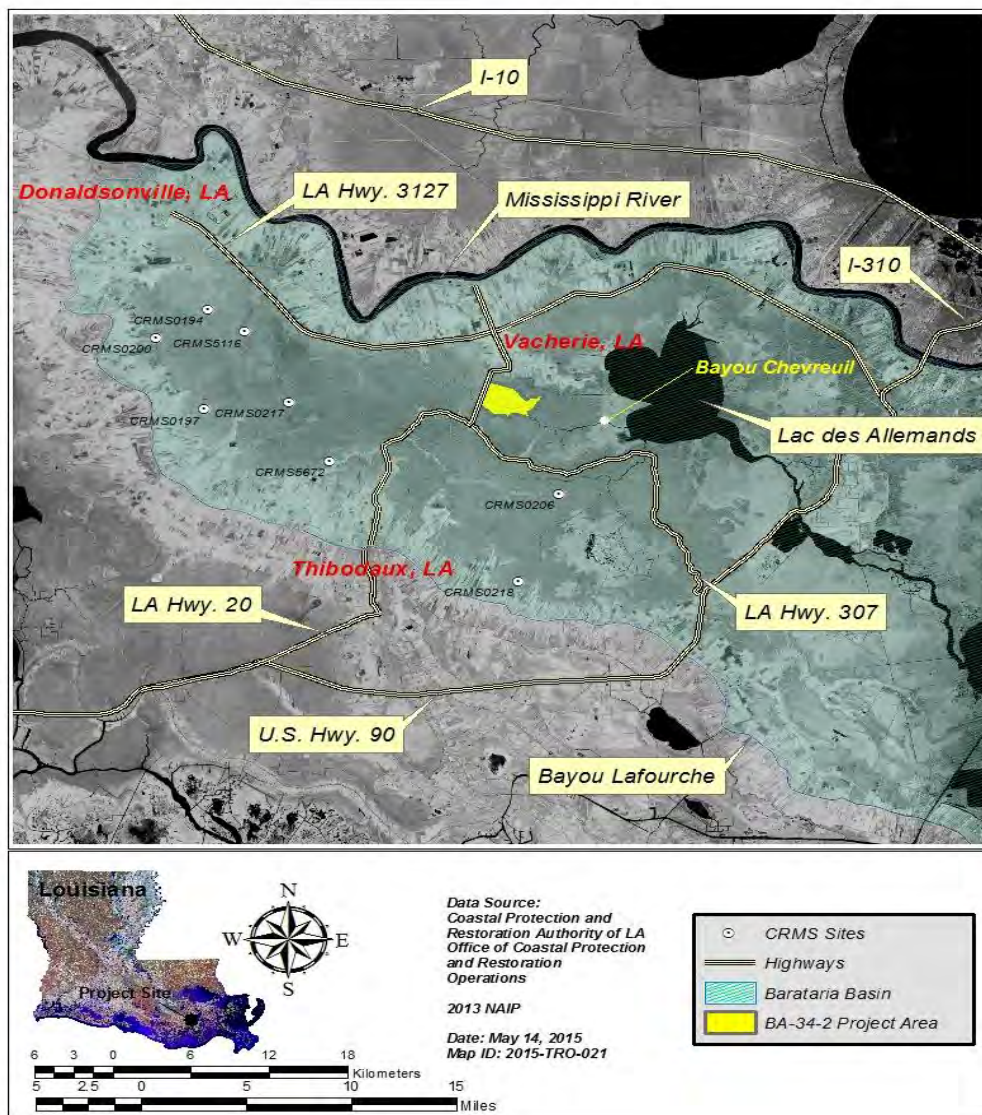 I-10
Donaldsonville, LA
LA Hwy. 3127
Mississippi River
I-310
CRMS0194
CRMS5116
CRMS0200
Vacherie, LA
Bayou Chevreuil
CRMS0197
CRMS0217
Lac des Allemands
CRMS5672
CRMS0206
Thibodaux, LA
CRMS0218
LA Hwy. 20
LA Hwy. 307
U.S. Hwy. 90
Bayou Lafourche
Louisiana
Project Site
N
W
E
S
6 3 0 6 12 18
Kilometers
5 2.5 0 5 10 15
Miles
Data Source:
Coastal Protection and
Restoration Authority of LA
Office of Coastal Protection
and Restoration
Operations
2013 NAIP
Date: May 14, 2015
Map ID: 2015-TRO-021
CRMS Sites
Highways
Barataria Basin
BA-34-2 Project Area